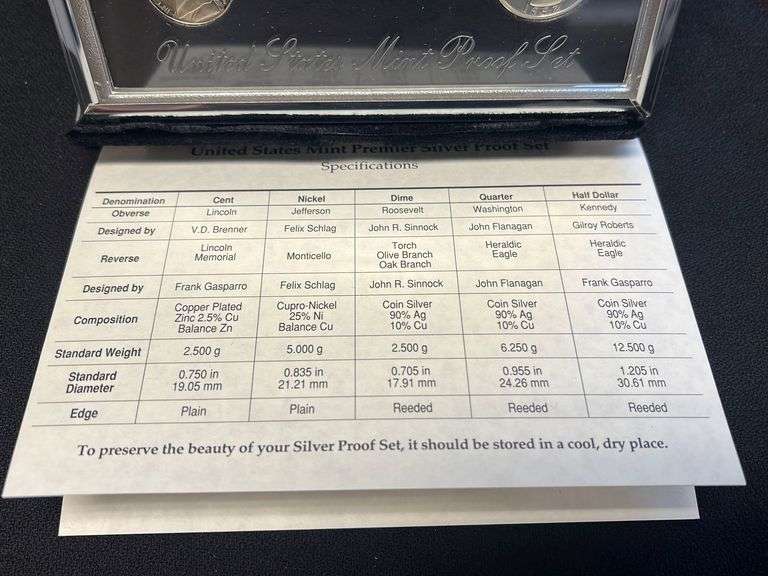 United States Mint Proof Set
United States Mint Premier Silver Proof Set
Specifications
Denomination Cent Nickel Dime Quarter Half Dollar
Obverse Lincoln Jefferson Roosevelt Washington Kennedy
Designed by V.D. Brenner Felix Schlag John R. Sinnock John Flanagan Gilroy Roberts
Reverse Lincoln Memorial Monticello Torch Olive Branch Oak Branch Heraldic Eagle Heraldic Eagle
Designed by Frank Gasparro Felix Schlag John R. Sinnock John Flanagan Frank Gasparro
Composition Copper Plated Zinc 2.5% Cu Balance Zn Cupro-Nickel 25% Ni Balance Cu Coin Silver 90% Ag 10% Cu Coin Silver 90% Ag 10% Cu Coin Silver 90% Ag 10% Cu
Standard Weight 2.500 g 5.000 g 2.500 g 6.250 g 12.500 g
Standard Diameter 0.750 in 19.05 mm 0.835 in 21.21 mm 0.705 in 17.91 mm 0.955 in 24.26 mm 1.205 in 30.61 mm
Edge Plain Plain Reeded Reeded Reeded
To preserve the beauty of your Silver Proof Set, it should be stored in a cool, dry place.